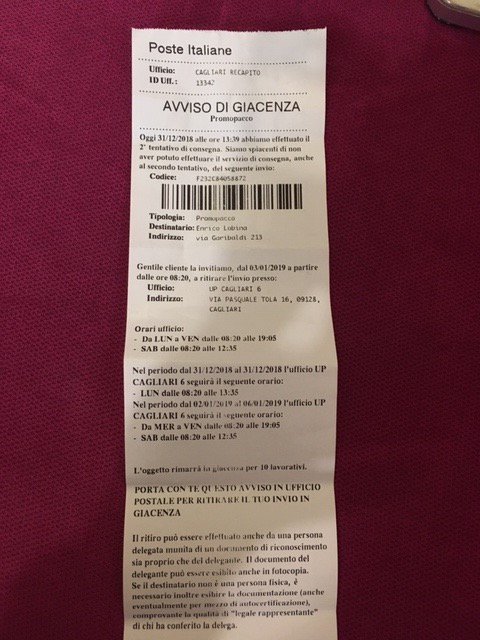 Poste Italiane
Ufficio: CAGLIARI RECAPITO
ID Uff.: 13342
AVVISO DI GIACENZA
Promopacco
Oggi 31/12/2018 alle ore 13:39 abbiamo effettuato il
2° tentativo di consegna. Siamo spiacenti di non
aver potuto effettuare il servizio di consegna, anche
al secondo tentativo, del seguente invio:
Codice: F232C84058872
Tipologia: Promopacco
Destinatario: Enrico Lobina
Indirizzo: via Garibaldi 213
Gentile cliente la invitiamo, dal 03/01/2019 a partire
dalle ore 08:20, a ritirare l'invio presso:
Ufficio: UP CAGLIARI 6
Indirizzo: VIA PASQUALE TOLA 16, 09128,
CAGLIARI
Orari ufficio:
- Da LUN a VEN dalle 08:20 alle 19:05
- SAB dalle 08:20 alle 12:35
Nel periodo dal 31/12/2018 al 31/12/2018 l'ufficio UP
CAGLIARI 6 seguirà il seguente orario:
- LUN dalle 08:20 alle 13:35
Nel periodo dal 02/01/2019 al 06/01/2019 l'ufficio UP
CAGLIARI 6 seguirà il seguente orario:
- Da MER a VEN dalle 08:20 alle 19:05
- SAB dalle 08:20 alle 12:35
L'oggetto rimarrà in giacenza per 10 lavorativi.
PORTA CON TE QUESTO AVVISO IN UFFICIO
POSTALE PER RITIRARE IL TUO INVIO IN
GIACENZA
Il ritiro può essere effettuato anche da una persona
delegata munita di un documento di riconoscimento
sia proprio che del delegante. Il documento del
delegante può essere esibito anche in fotocopia.
Se il destinatario non è una persona fisica, è
necessario inoltre esibire la documentazione (anche
eventualmente per mezzo di autocertificazione),
comprovante la qualità di "legale rappresentante"
di chi ha conferito la delega.